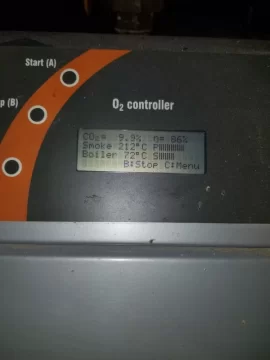 Start (A)
p (B)
O₂ controller
CO₂= 9.9% η= 86%
Smoke 212°C P
Boiler 72°C S
B:Stop C:Menu